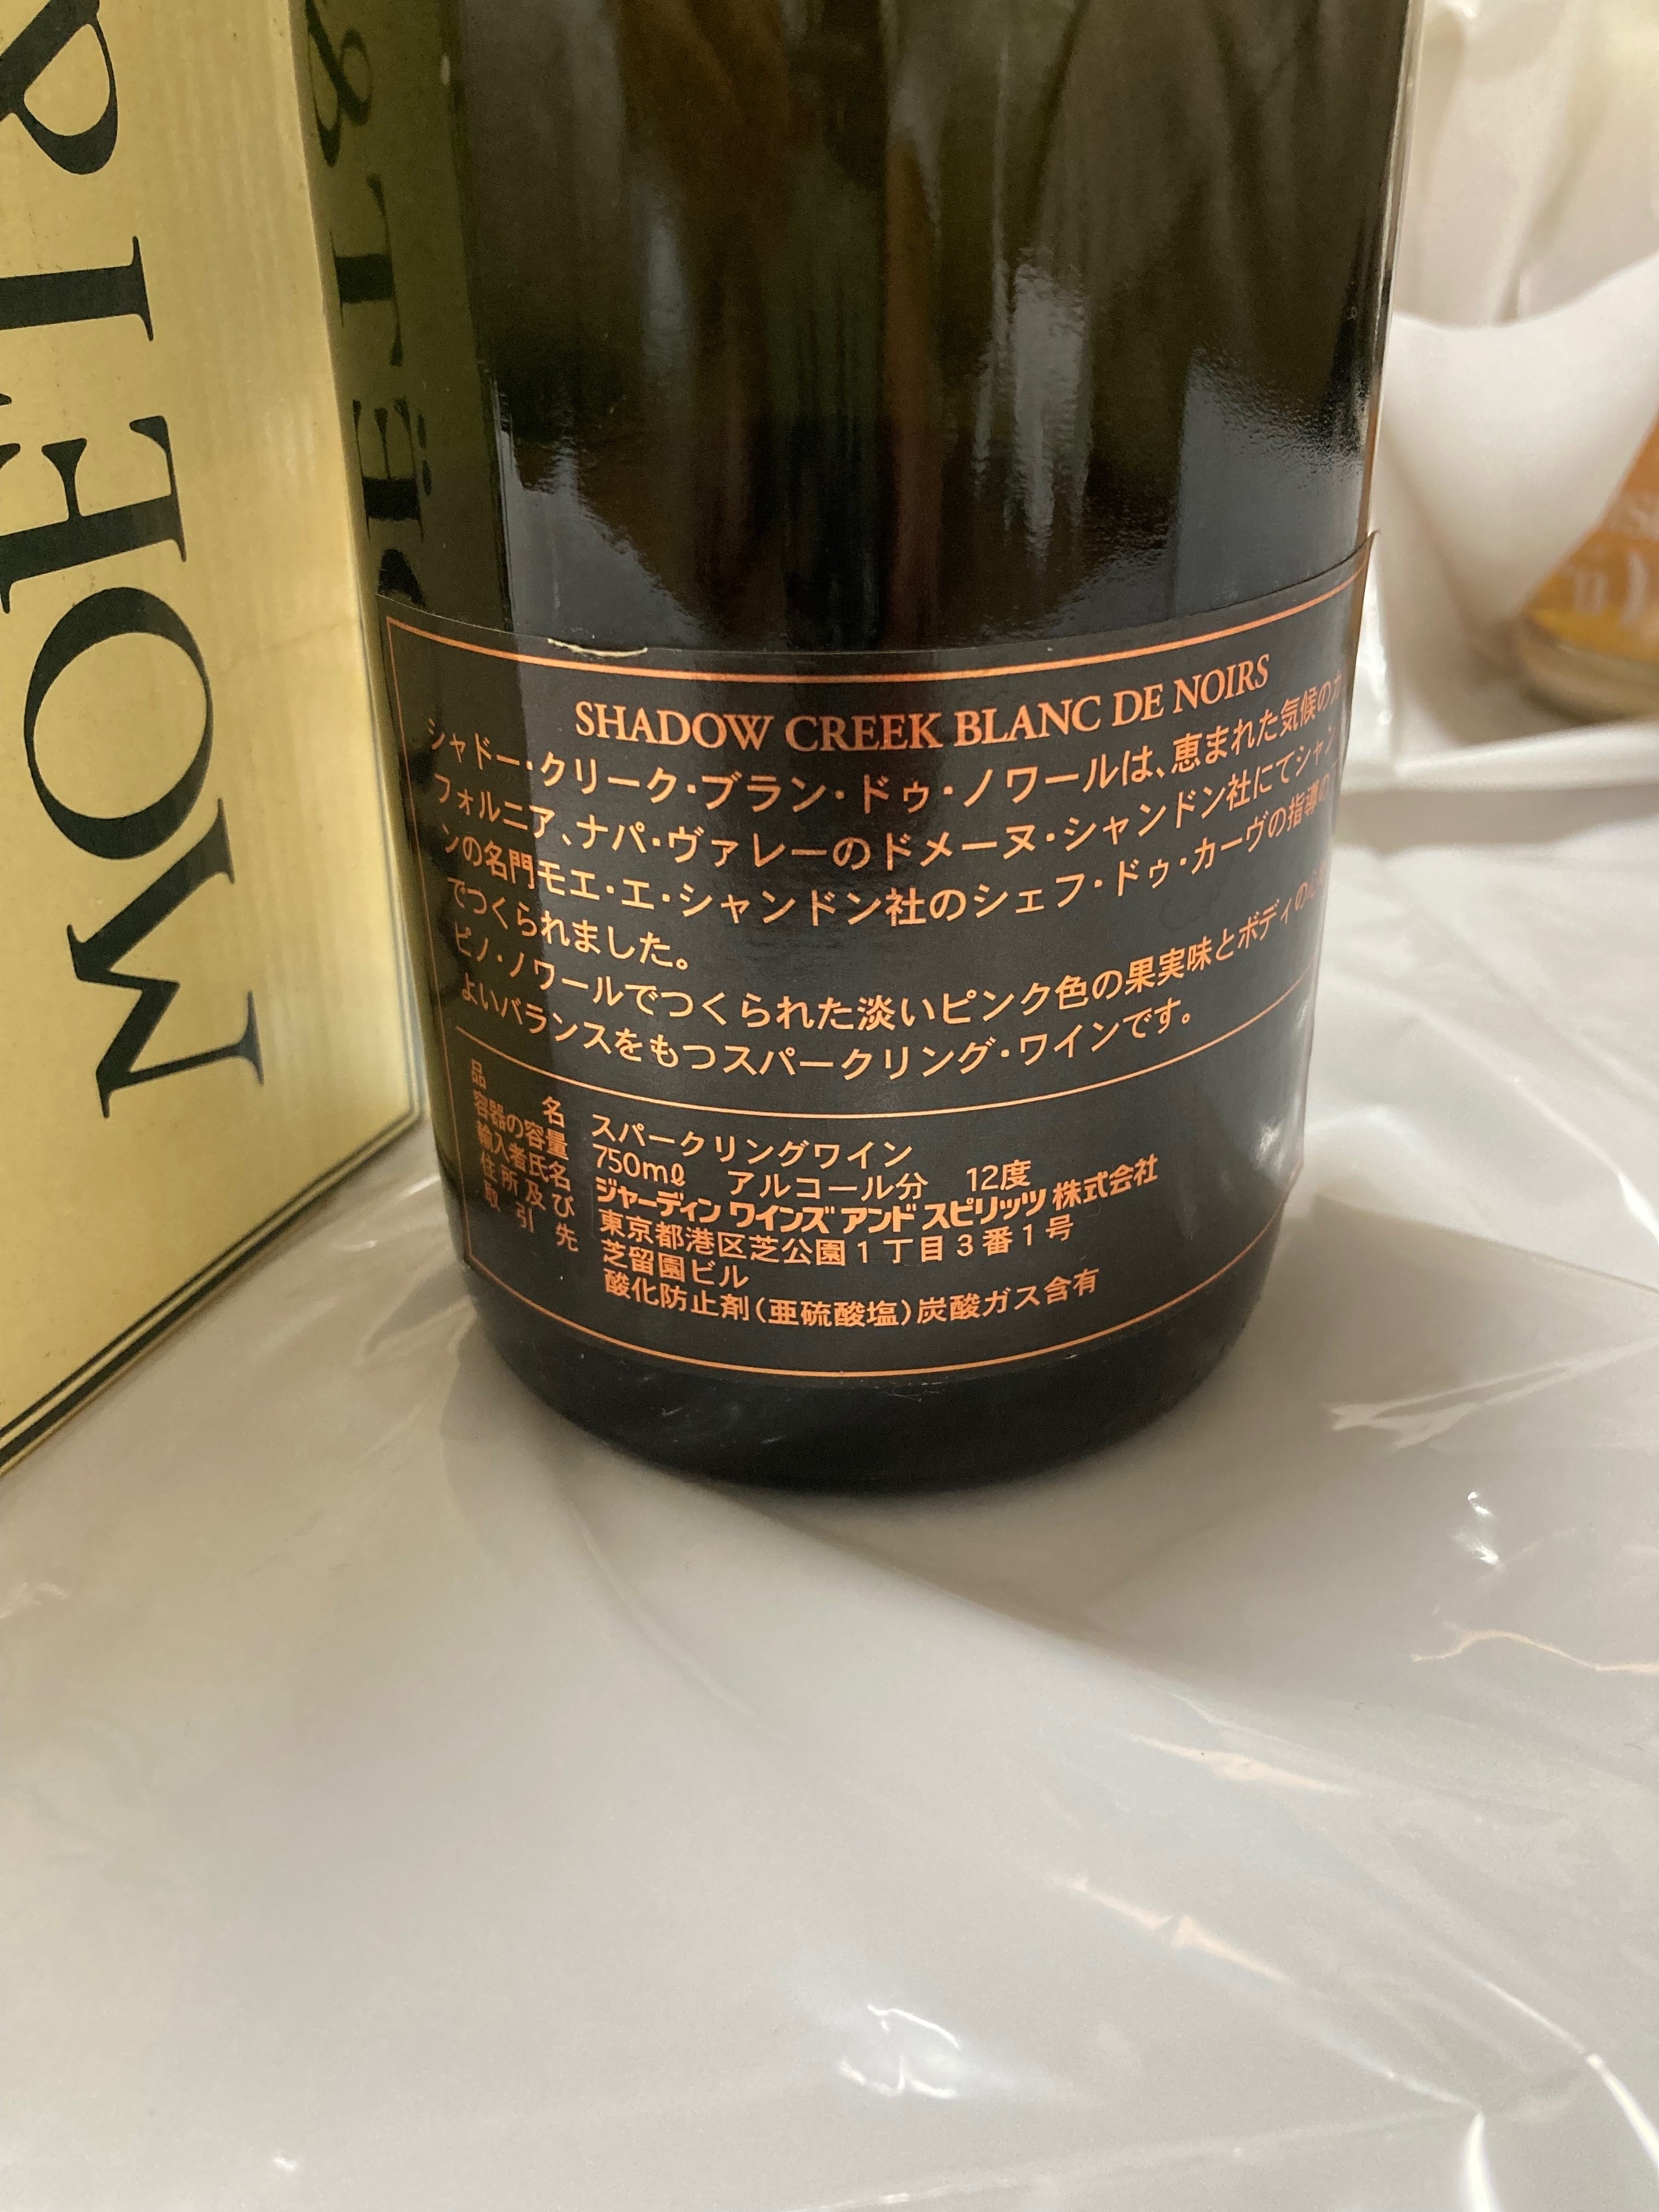 MOËT &
SHADOW CREEK BLANC DE NOIRS
シャドー・クリーク・ブラン・ドゥ・ノワールは、恵まれた気候のカ
フォルニア、ナパ・ヴァレーのドメーヌ・シャンドン社にてシャン
ンの名門モエ・エ・シャンドン社のシェフ・ドゥ・カーヴの指導の
でつくられました。
ピノ・ノワールでつくられた淡いピンク色の果実味とボディの
よいバランスをもつスパークリング・ワインです。
品名 スパークリングワイン
容器の容量 750mℓ アルコール分 12度
輸入者氏名 ジャーディン ワインズ アンド スピリッツ 株式会社
住所及び 東京都港区芝公園1丁目3番1号
取引先 芝留園ビル
酸化防止剤(亜硫酸塩)炭酸ガス含有